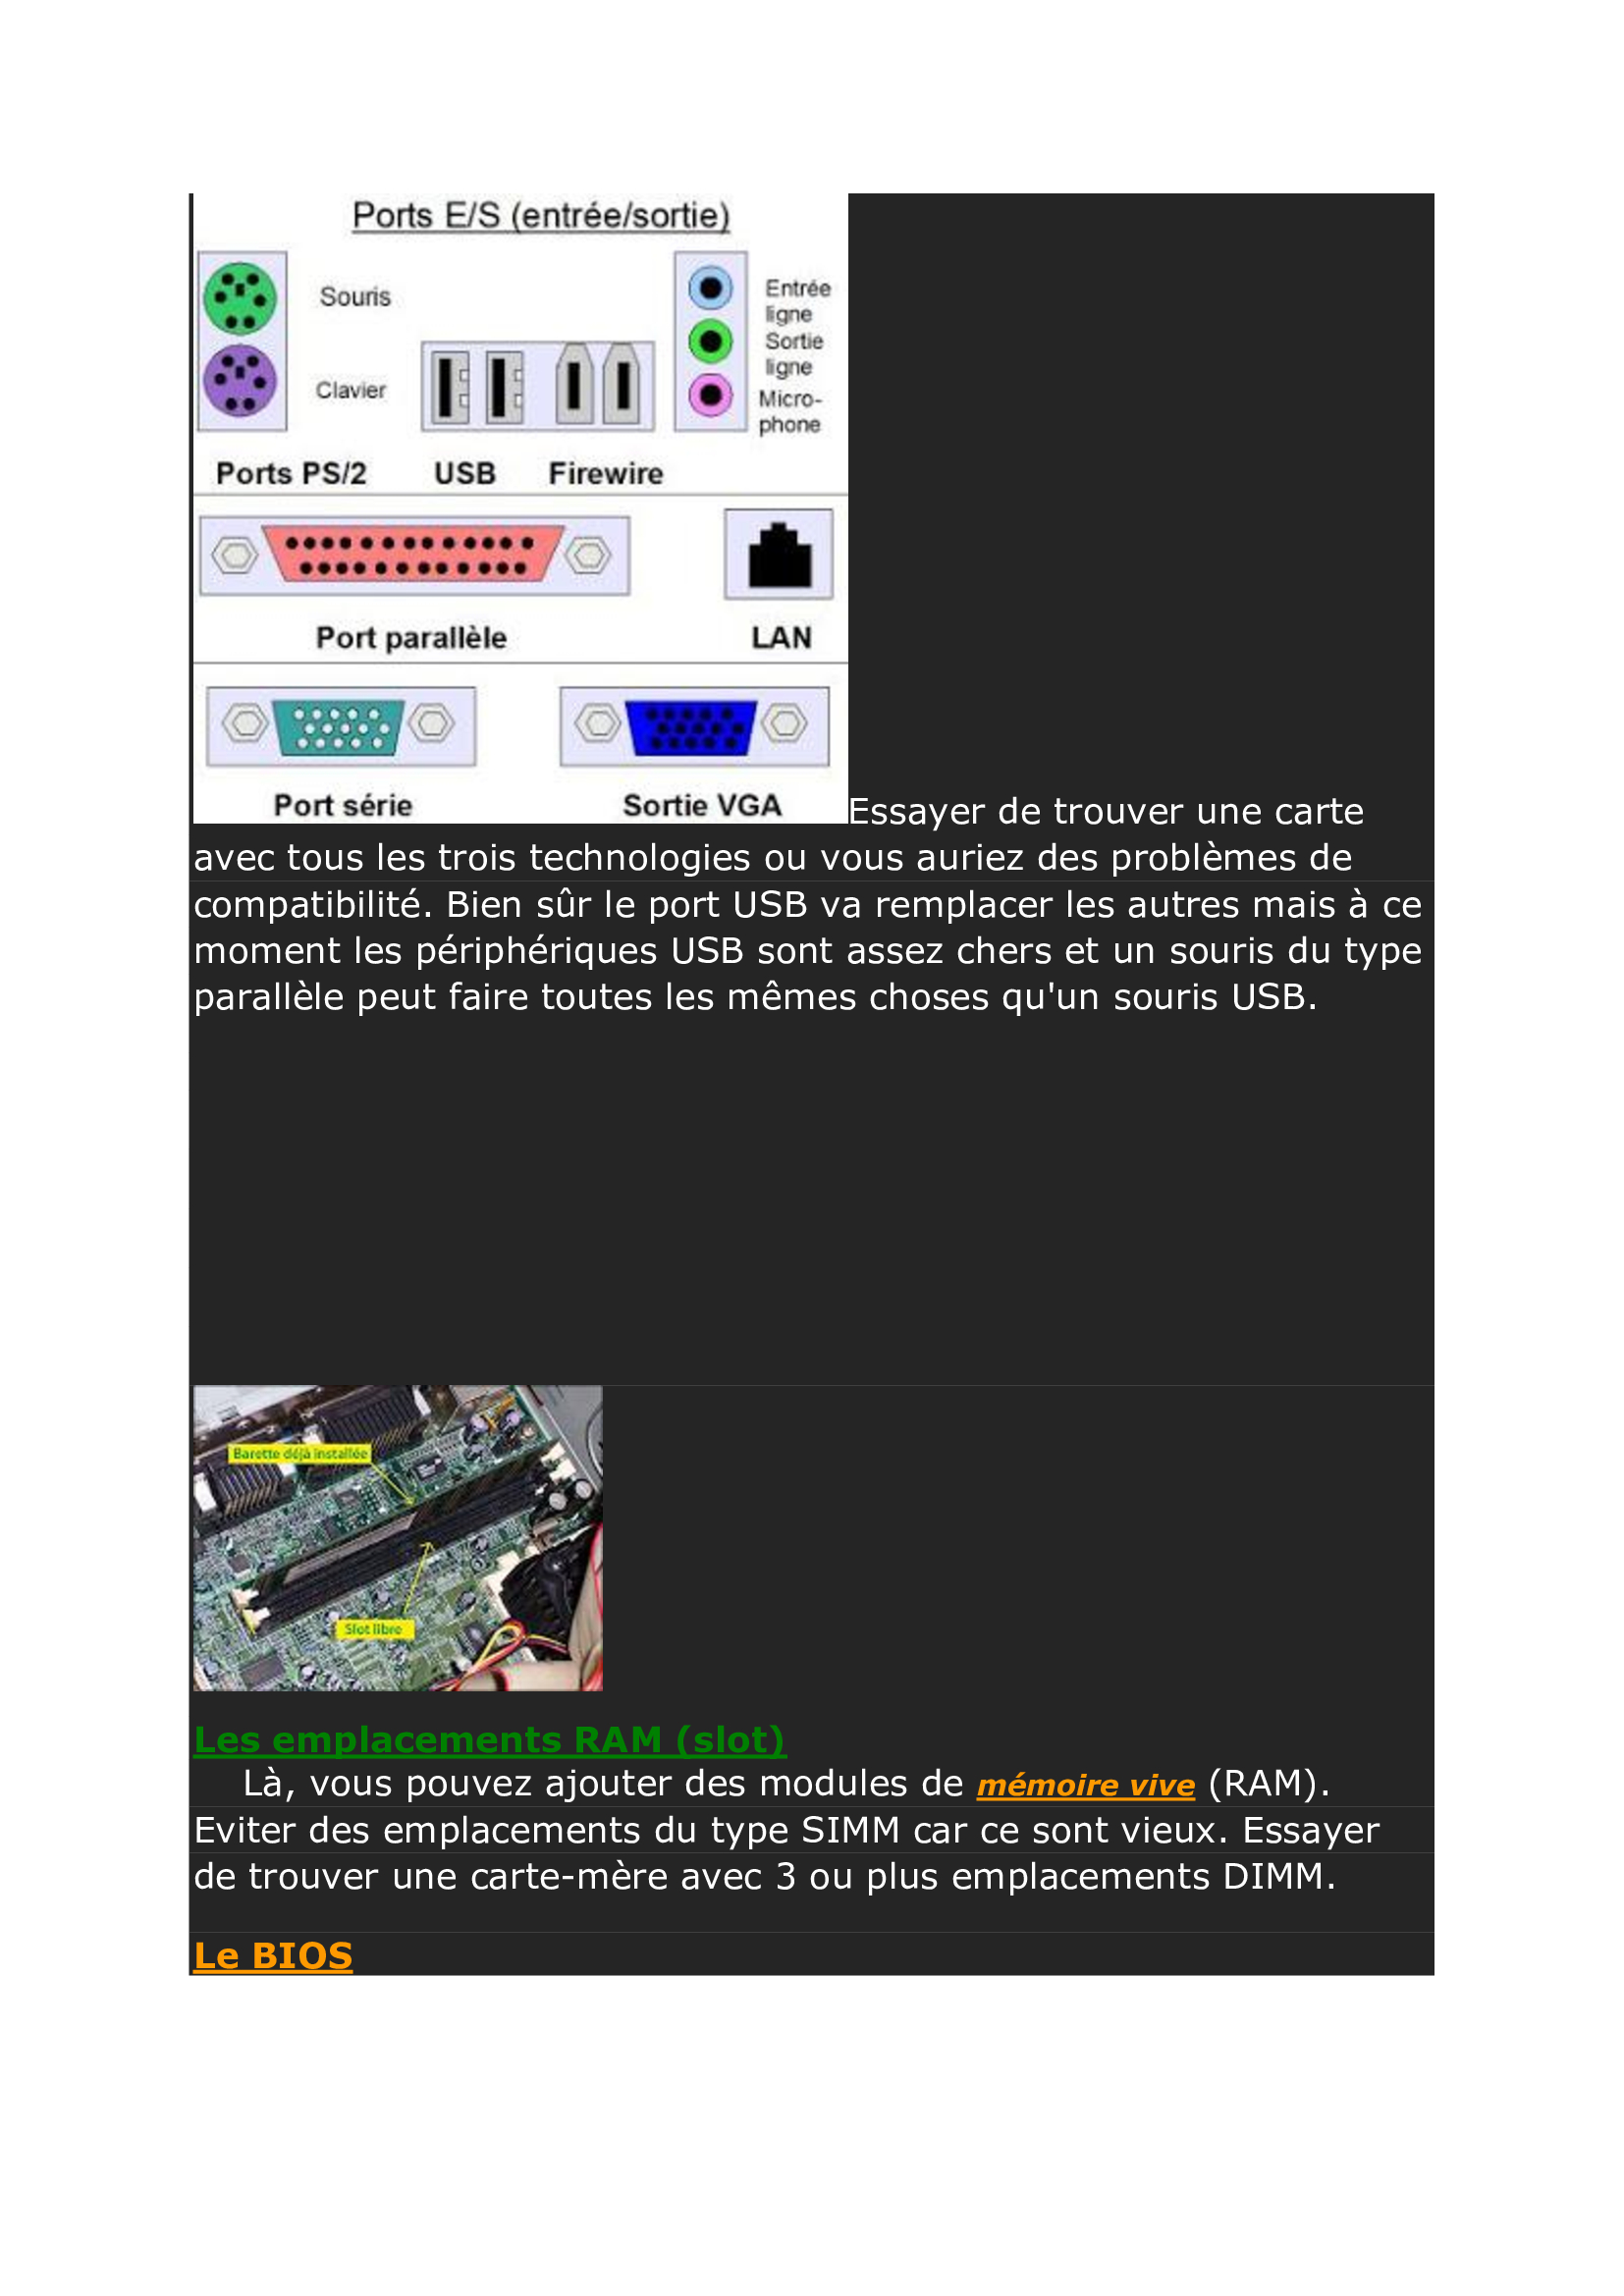 Ports E/S (entrée/sortie)
Souris
Clavier
Entrée
ligne
Sortie
ligne
Micro-
phone
Ports PS/2
USB
Firewire
Port parallèle
LAN
Port série
Sortie VGA
Essayer de trouver une carte
avec tous les trois technologies ou vous auriez des problèmes de
compatibilité. Bien sûr le port USB va remplacer les autres mais à ce
moment les périphériques USB sont assez chers et un souris du type
parallèle peut faire toutes les mêmes choses qu'un souris USB.
Barette déjà installée
Slot libre
Les emplacements RAM (slot)
Là, vous pouvez ajouter des modules de mémoire vive (RAM).
Eviter des emplacements du type SIMM car ce sont vieux. Essayer
de trouver une carte-mère avec 3 ou plus emplacements DIMM.
Le BIOS